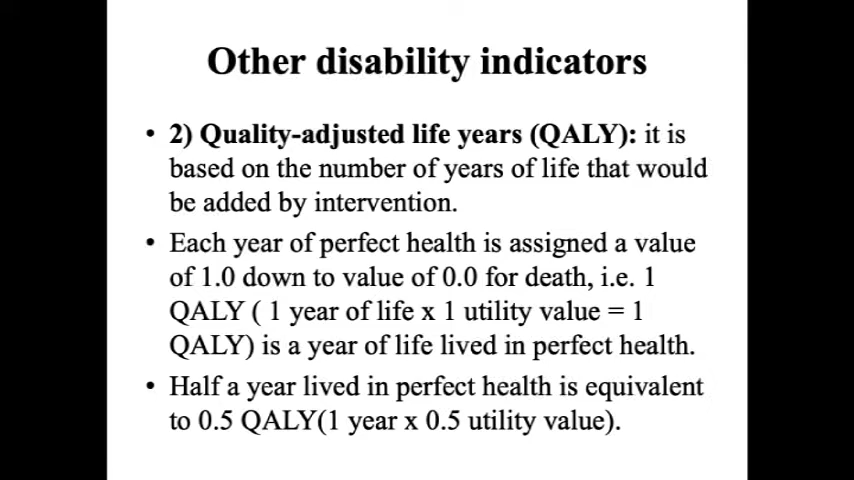 Other disability indicators
• 2) Quality-adjusted life years (QALY): it is
based on the number of years of life that would
be added by intervention.
• Each year of perfect health is assigned a value
of 1.0 down to value of 0.0 for death, i.e. 1
QALY ( 1 year of life x 1 utility value = 1
QALY) is a year of life lived in perfect health.
• Half a year lived in perfect health is equivalent
to 0.5 QALY(1 year x 0.5 utility value).